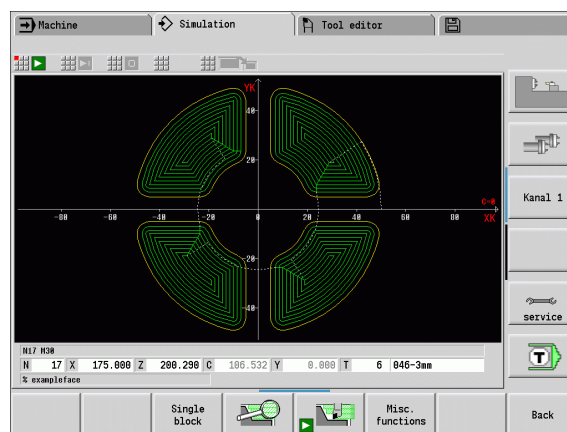 Machine
Simulation
Tool editor
YK
40
20
C-0
-80
-60
-40
-20
0
20
40
60
80
XK
-20
-40
Kanal 1
service
T
N17 M30
N 17 X 175.000 Z 200.290 C 106.532 Y 0.000 T 6 046-3mm
% exampleface
Single block
Misc. functions
Back